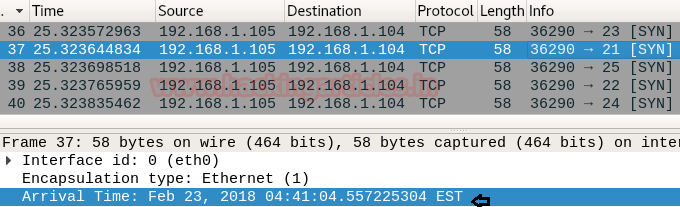 . Time Source Destination Protocol Length Info
36 25.323572963 192.168.1.105 192.168.1.104 TCP 58 36290 → 23 [SYN]
37 25.323644834 192.168.1.105 192.168.1.104 TCP 58 36290 → 21 [SYN]
38 25.323698518 192.168.1.105 192.168.1.104 TCP 58 36290 → 25 [SYN]
39 25.323765959 192.168.1.105 192.168.1.104 TCP 58 36290 → 22 [SYN]
40 25.323835462 192.168.1.105 192.168.1.104 TCP 58 36290 → 24 [SYN]
www.hackingarticles.in
Frame 37: 58 bytes on wire (464 bits), 58 bytes captured (464 bits) on inter
Interface id: 0 (eth0)
Encapsulation type: Ethernet (1)
Arrival Time: Feb 23, 2018 04:41:04.557225304 EST